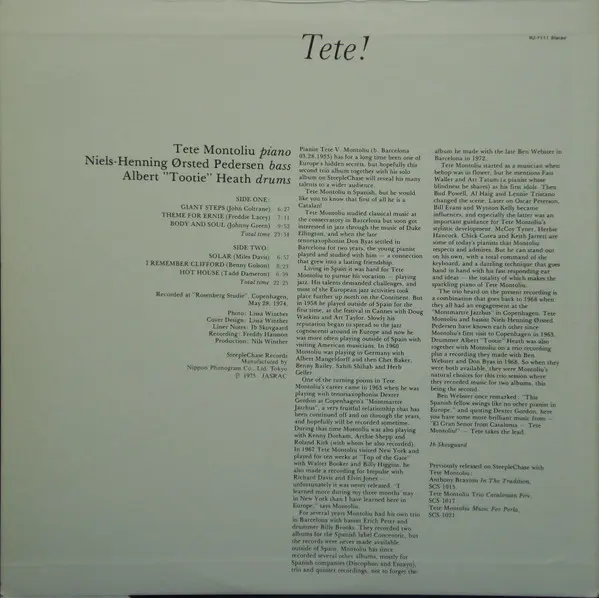 RJ-7111 Stereo
Tete!
Tete Montoliu piano
Niels-Henning Ørsted Pedersen bass
Albert "Tootie" Heath drums
SIDE ONE:
GIANT STEPS (John Coltrane) 6:27
THEME FOR ERNIE (Freddie Lacey) 7:11
BODY AND SOUL (Johnny Green) 9:53
Total time 23:54
SIDE TWO:
SOLAR (Miles Davis) 6:57
I REMEMBER CLIFFORD (Benny Golson) 8:23
HOT HOUSE (Tadd Dameron) 6:59
Total time 22:25
Recorded at "Rosenberg Studie", Copenhagen,
May 28, 1974.
Photo: Lissa Winther
Cover Design: Lissa Winther
Liner Notes: Ib Skovgaard
Recording: Freddy Hansson
Production: Nils Winther
SteepleChase Records
Manufactured by
Nippon Phonogram Co., Ltd. Tokyo
℗ 1975 JASRAC
Pianist Tete V. Montoliu (b. Barcelona
03.28.1933) has for a long time been one of
Europe's hidden secrets, but hopefully this
second trio album together with his solo
album on SteepleChase will reveal his many
talents to a wider audience.
Tete Montoliu is Spanish, but he would
like you to know that first of all he is a
Catalan!
Tete Montoliu studied classical music at
the conservatory in Barcelona but soon got
interested in jazz through the music of Duke
Ellington, and when the late
tenorsaxophonist Don Byas settled in
Barcelona for two years, the young pianist
played and studied with him – a connection
that grew into a lasting friendship.
Living in Spain it was hard for Tete
Montoliu to pursue his vocation – playing
jazz. His talents demanded challenges, and
most of the European jazz activities took
place further up north on the Continent. But
in 1958 he played outside of Spain for the
first time, at the festival in Cannes with Doug
Watkins and Art Taylor. Slowly his
reputation began to spread to the jazz
cognoscenti around in Europe and now he
was more often playing outside of Spain with
visiting American musicians. In 1960
Montoliu was playing in Germany with
Albert Mangelsdorff and then Chet Baker,
Benny Bailey, Sahib Shihab and Herb
Geller.
One of the turning points in Tete
Montoliu's career came in 1963 when he was
playing with tenorsaxophonist Dexter
Gordon at Copenhagen's "Montmartre
Jazzhus", a very fruitful relationship that has
been continued off and on through the years,
and hopefully will be recorded sometime.
During that time Montoliu was also playing
with Kenny Dorham, Archie Shepp and
Roland Kirk (with whom he also recorded).
In 1967 Tete Montoliu visited New York and
played for ten weeks at "Top of the Gate"
with Walter Booker and Billy Higgins, he
also made a recording for Impulse with
Richard Davis and Elvin Jones –
unfortunately it was never released. "I
learned more during my three months' stay
in New York than I have learned here in
Europe," says Montoliu.
For several years Montoliu had his own trio
in Barcelona with bassist Erich Peter and
drummer Billy Brooks. They recorded two
albums for the Spanish label Concentric, but
the records were never made available
outside of Spain. Montoliu has since
recorded several other albums, mostly for
Spanish companies (Discophon and Ensayo),
trio and quintet recordings, not to forget the
album he made with the late Ben Webster in
Barcelona in 1972.
Tete Montoliu started as a musician when
bebop was in flower, but he mentions Fats
Waller and Art Tatum (a pianist whose
blindness he shares) as his first idols. Then
Bud Powell, Al Haig and Lennie Tristano
changed the scene. Later on Oscar Peterson,
Bill Evans and Wynton Kelly became
influences, and especially the latter was an
important guidance for Tete Montoliu's
stylistic development. McCoy Tyner, Herbie
Hancock, Chick Corea and Keith Jarrett are
some of today's pianists that Montoliu
respects and admires. But he can stand out
on his own, with a total command of the
keyboard, and a dazzling technique that goes
hand in hand with his fast responding ear
and ideas – the totality of which makes the
sparkling piano of Tete Montoliu.
The trio heard on the present recording is
a combination that goes back to 1968 when
they all had an engagement at the
"Montmartre Jazzhus" in Copenhagen. Tete
Montoliu and bassist Niels-Henning Ørsted
Pedersen have known each other since
Montoliu's first visit to Copenhagen in 1963.
Drummer Albert "Tootie" Heath was also
together with Montoliu on a trio recording
plus a recording they made with Ben
Webster and Don Byas in 1968. So when they
were both available, they were Montoliu's
natural choices for this trio session where
they recorded music for two albums, this
being the second.
Ben Webster once remarked: "This
Spanish fellow swings like no other pianist in
Europe," and quoting Dexter Gordon, here
you have some more brilliant music from –
"El Gran Señor from Catalonia – Tete
Montoliu!" – Tete takes the lead.
Ib Skovgaard
Previously released on SteepleChase with
Tete Montoliu:
Anthony Braxton In The Tradition,
SCS-1015
Tete Montoliu Trio Catalonian Fire,
SCS-1017
Tete Montoliu Music For Perla,
SCS-1021